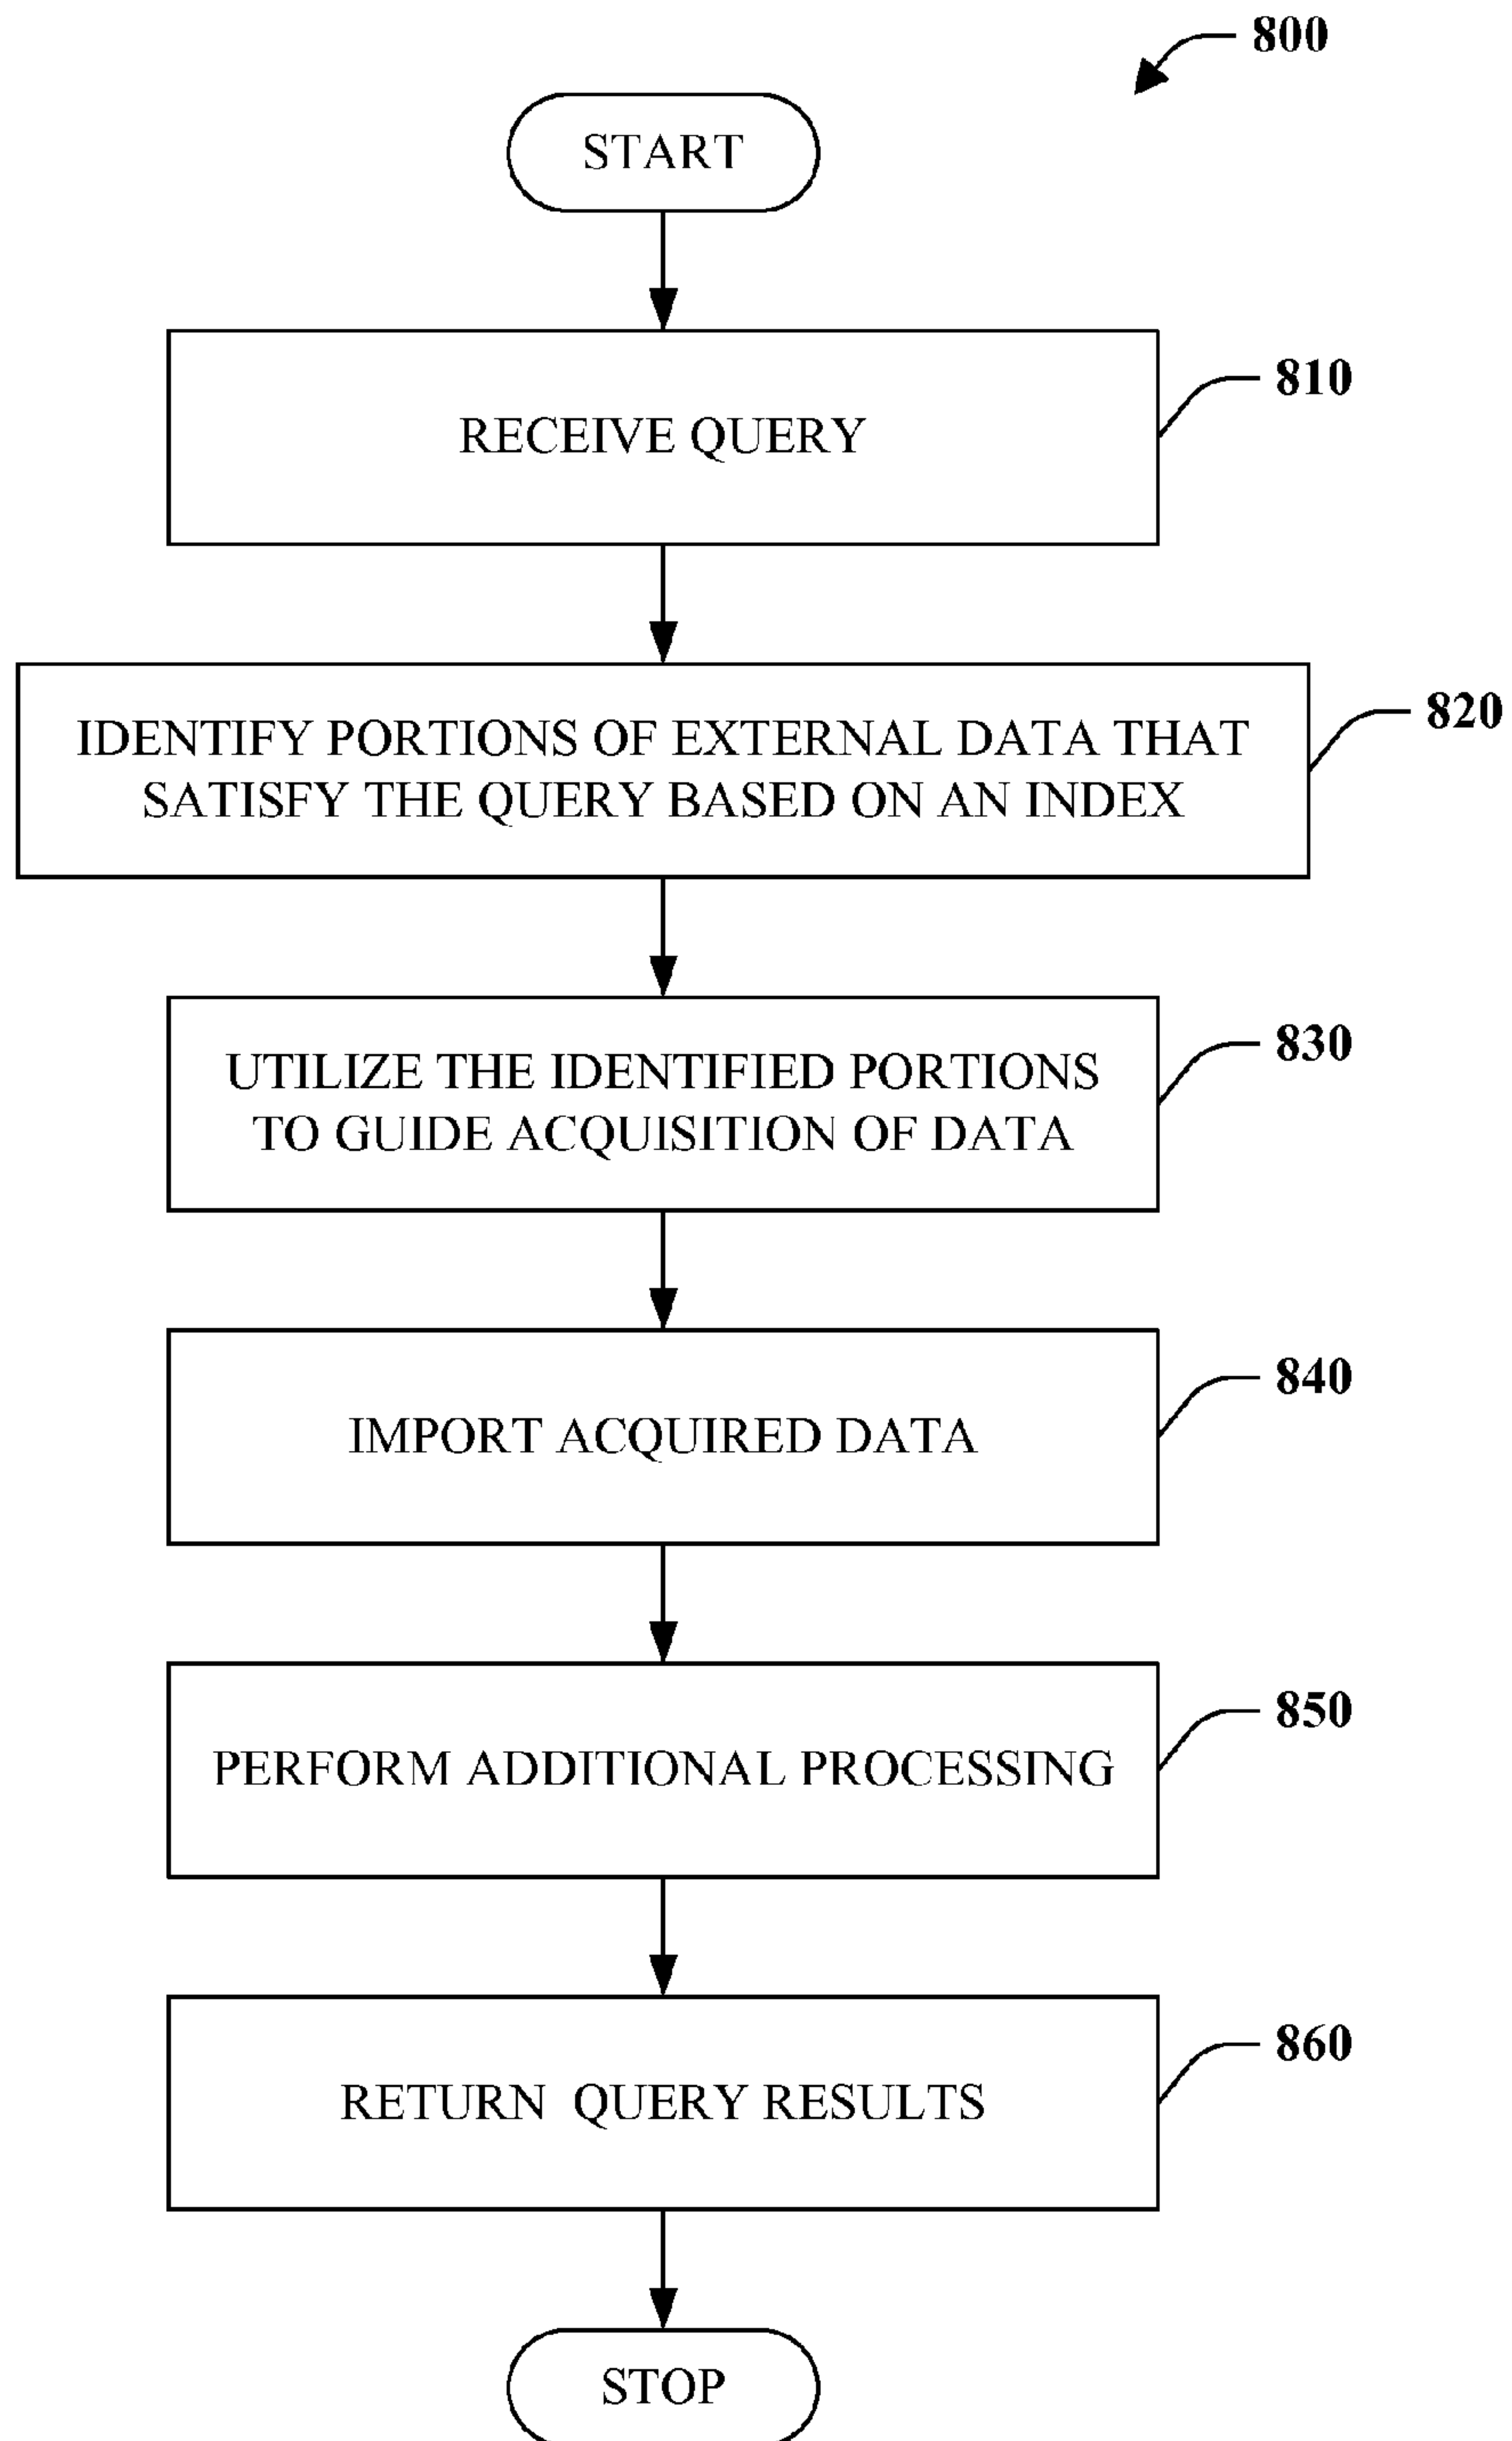 800
START
RECEIVE QUERY
810
IDENTIFY PORTIONS OF EXTERNAL DATA THAT
SATISFY THE QUERY BASED ON AN INDEX
820
UTILIZE THE IDENTIFIED PORTIONS
TO GUIDE ACQUISITION OF DATA
830
IMPORT ACQUIRED DATA
840
PERFORM ADDITIONAL PROCESSING
850
RETURN QUERY RESULTS
860
STOP